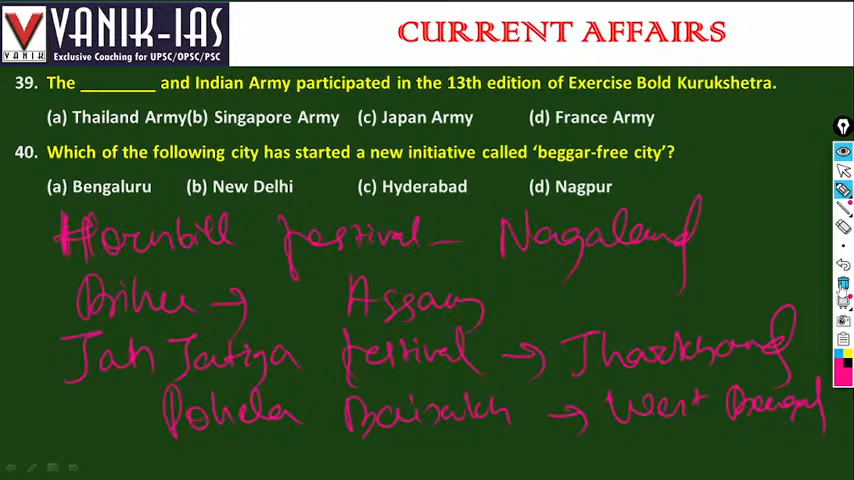 VANIK-IAS
VANIK
Exclusive Coaching for UPSC/OPSC/PSC
CURRENT AFFAIRS
39. The ________ and Indian Army participated in the 13th edition of Exercise Bold Kurukshetra.
(a) Thailand Army(b) Singapore Army (c) Japan Army (d) France Army
40. Which of the following city has started a new initiative called ‘beggar-free city’?
(a) Bengaluru (b) New Delhi (c) Hyderabad (d) Nagpur
Hornbill festival - Nagaland
Bihu → Assam
Jatiya festival → Jharkhand
Pohela Baisakh → West Bengal